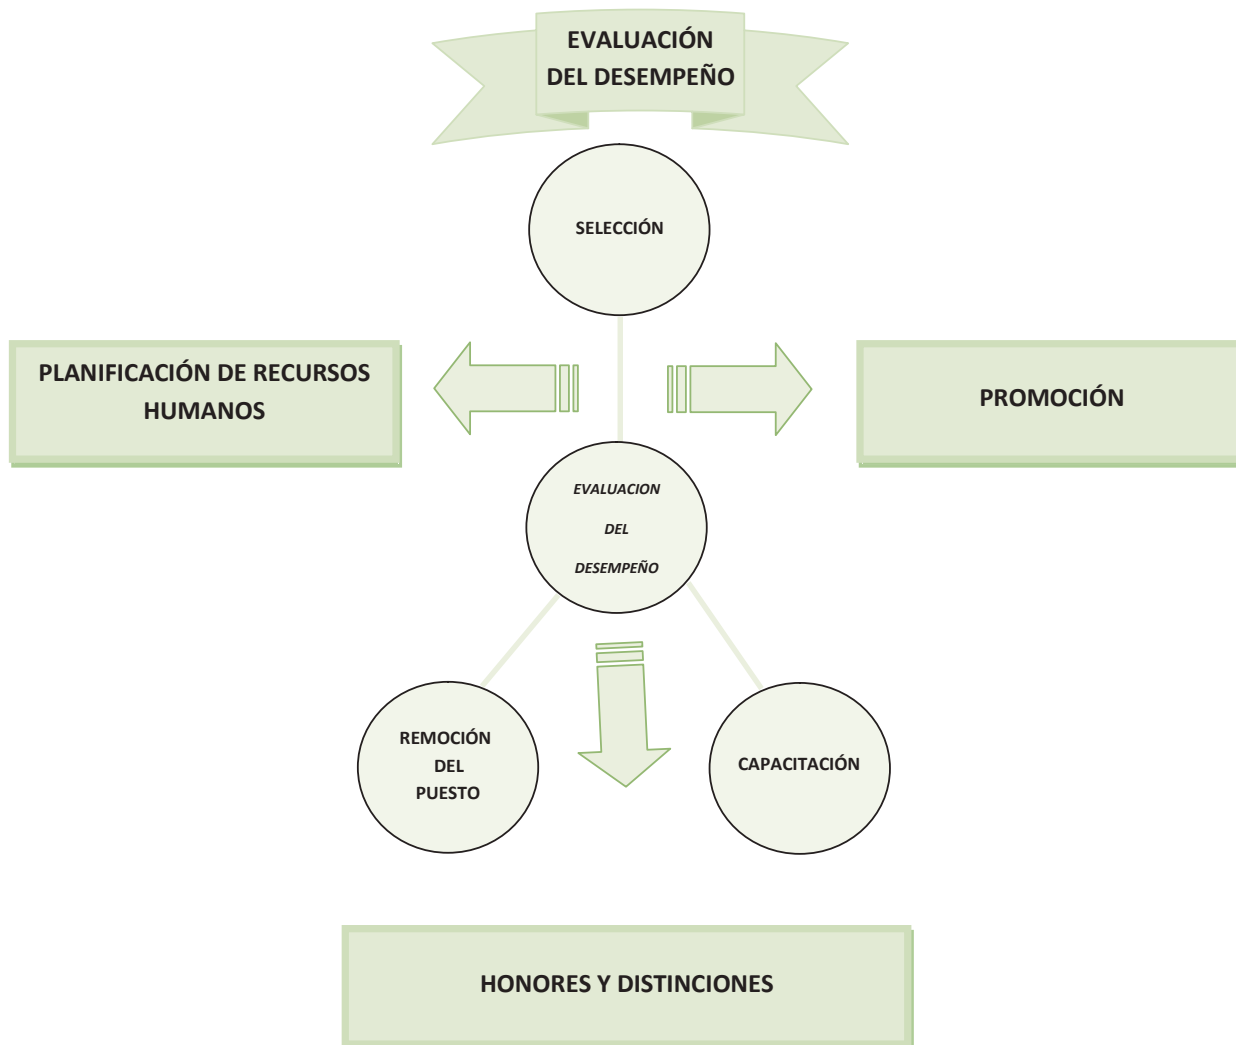 EVALUACIÓN
DEL DESEMPEÑO
SELECCIÓN
PLANIFICACIÓN DE RECURSOS
HUMANOS
PROMOCIÓN
EVALUACION
DEL
DESEMPEÑO
REMOCIÓN
DEL
PUESTO
CAPACITACIÓN
HONORES Y DISTINCIONES